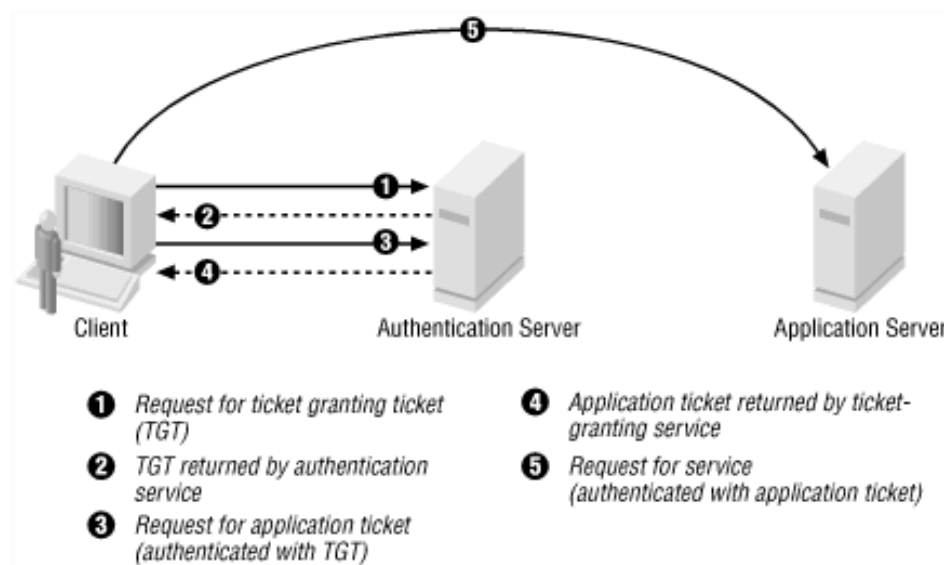 5
1
2
3
4
Client
Authentication Server
Application Server
1 Request for ticket granting ticket
(TGT)
2 TGT returned by authentication
service
3 Request for application ticket
(authenticated with TGT)
4 Application ticket returned by ticket-
granting service
5 Request for service
(authenticated with application ticket)